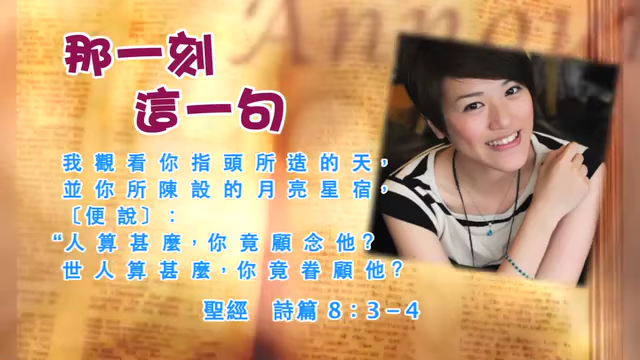 那一刻
這一句
我觀看你指頭所造的天，
並你所陳設的月亮星宿，
〔便說〕：
“人算甚麼，你竟顧念他？
世人算甚麼，你竟眷顧他？
聖經　詩篇 8：3－4